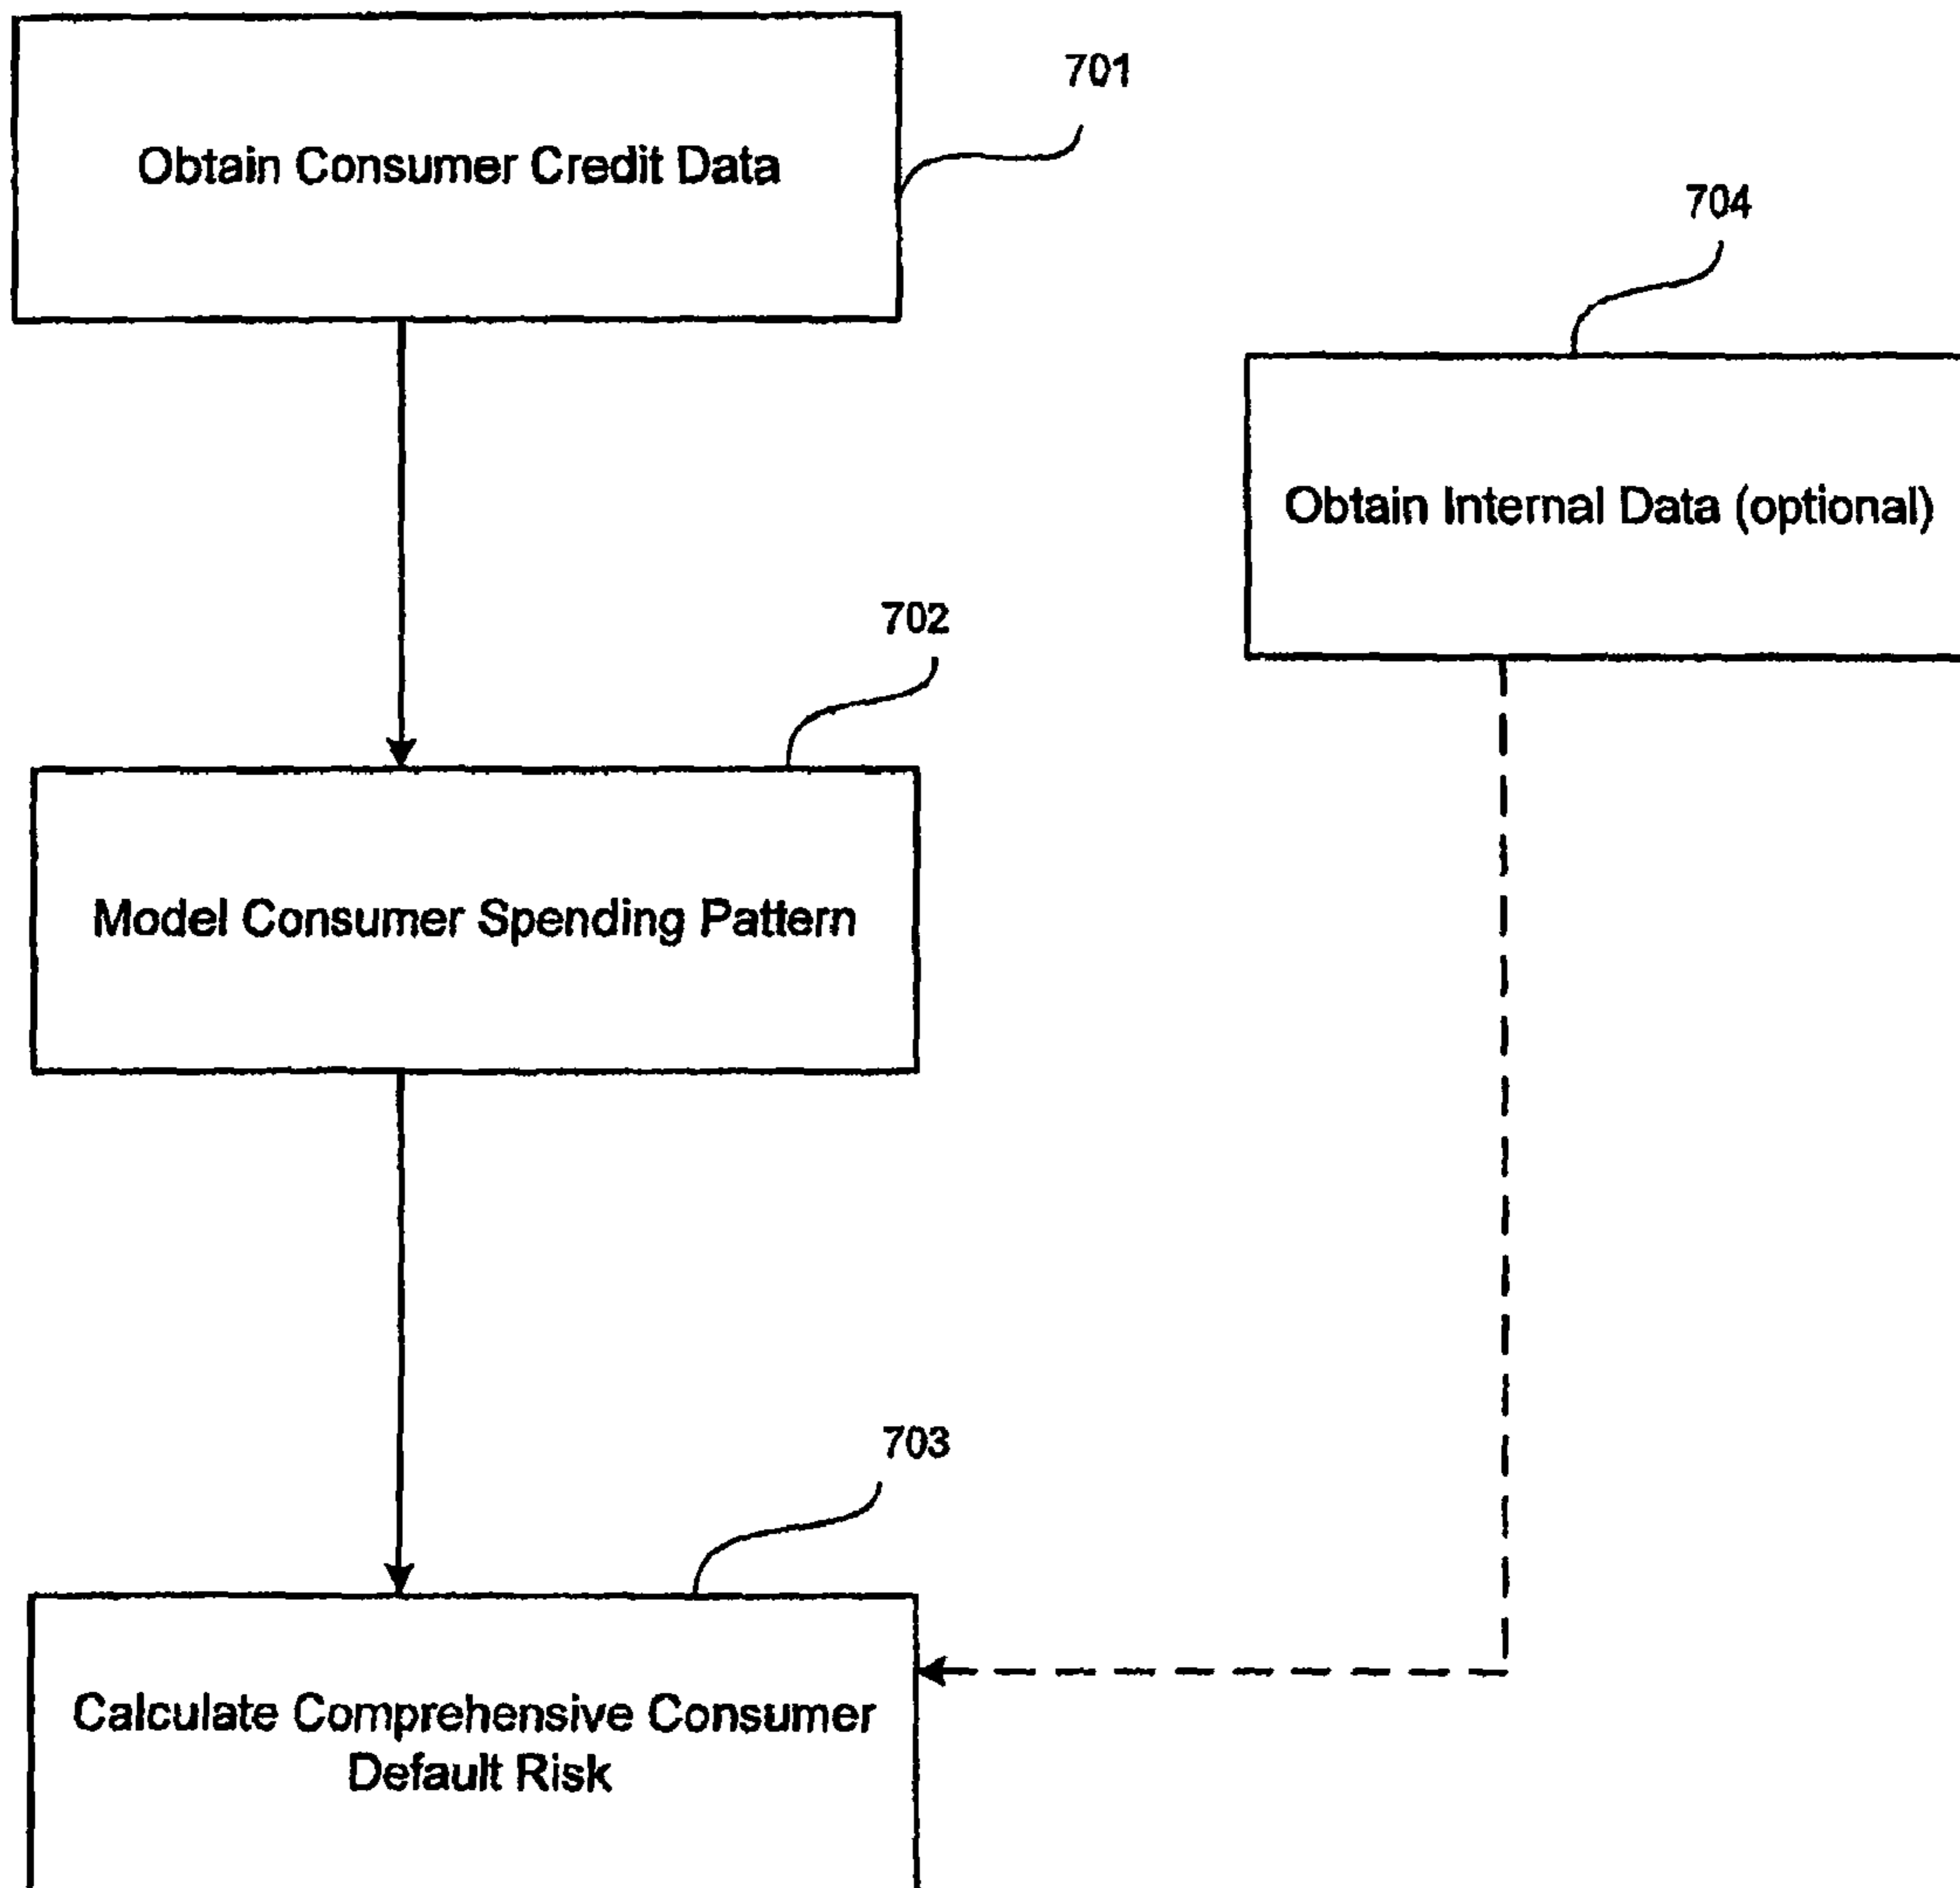 701
Obtain Consumer Credit Data
704
Obtain Internal Data (optional)
702
Model Consumer Spending Pattern
703
Calculate Comprehensive Consumer
Default Risk